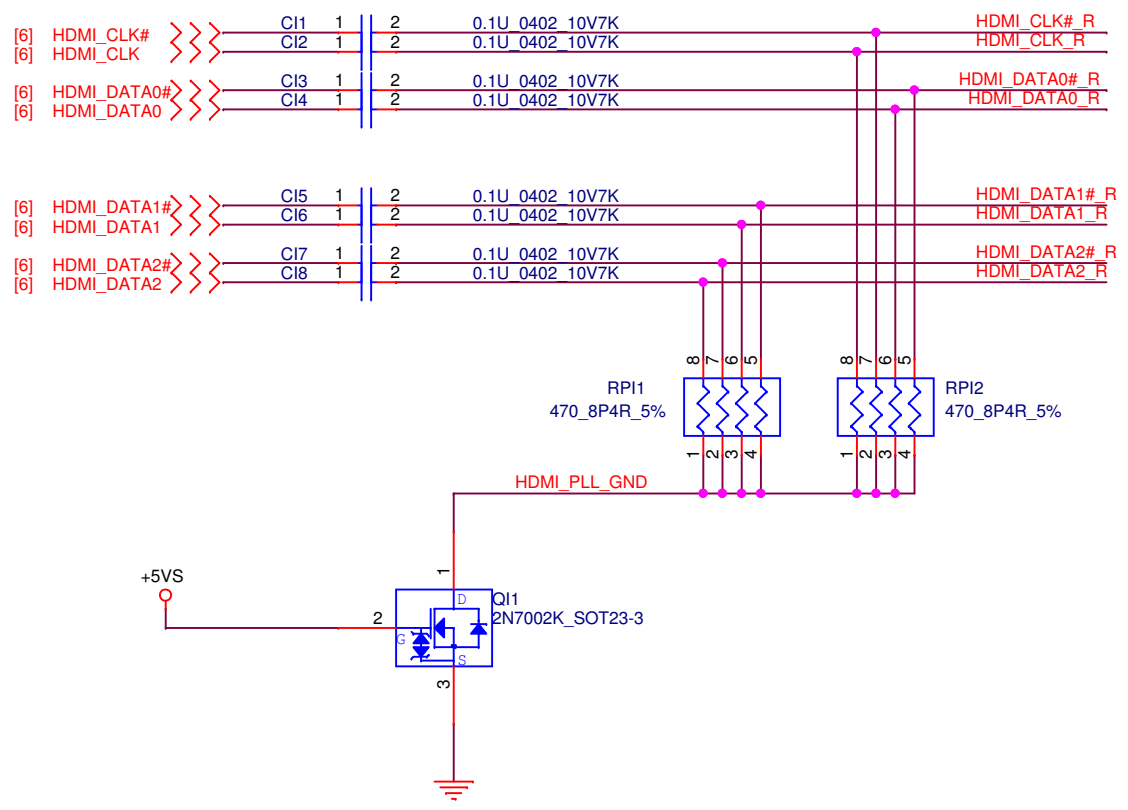 CI1 1 2 0.1U_0402_10V7K HDMI_CLK#_R
[6] HDMI_CLK#
CI2 1 2 0.1U_0402_10V7K HDMI_CLK_R
[6] HDMI_CLK
CI3 1 2 0.1U_0402_10V7K HDMI_DATA0#_R
[6] HDMI_DATA0#
CI4 1 2 0.1U_0402_10V7K HDMI_DATA0_R
[6] HDMI_DATA0
CI5 1 2 0.1U_0402_10V7K HDMI_DATA1#_R
[6] HDMI_DATA1#
CI6 1 2 0.1U_0402_10V7K HDMI_DATA1_R
[6] HDMI_DATA1
CI7 1 2 0.1U_0402_10V7K HDMI_DATA2#_R
[6] HDMI_DATA2#
CI8 1 2 0.1U_0402_10V7K HDMI_DATA2_R
[6] HDMI_DATA2
8 7 6 5 8 7 6 5
RPI1 RPI2
470_8P4R_5% 470_8P4R_5%
1 2 3 4 1 2 3 4
HDMI_PLL_GND
1
+5VS
D QI1
2 2N7002K_SOT23-3
G
S
3